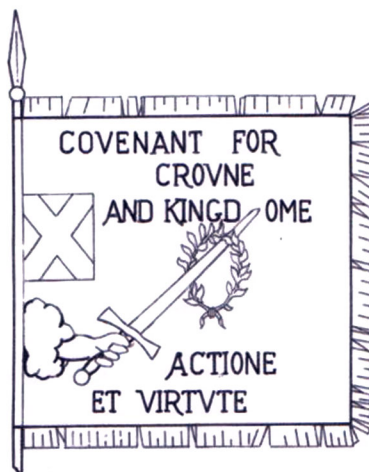 COVENANT FOR
CROVNE
AND KINGD OME
ACTIONE
ET VIRTVTE